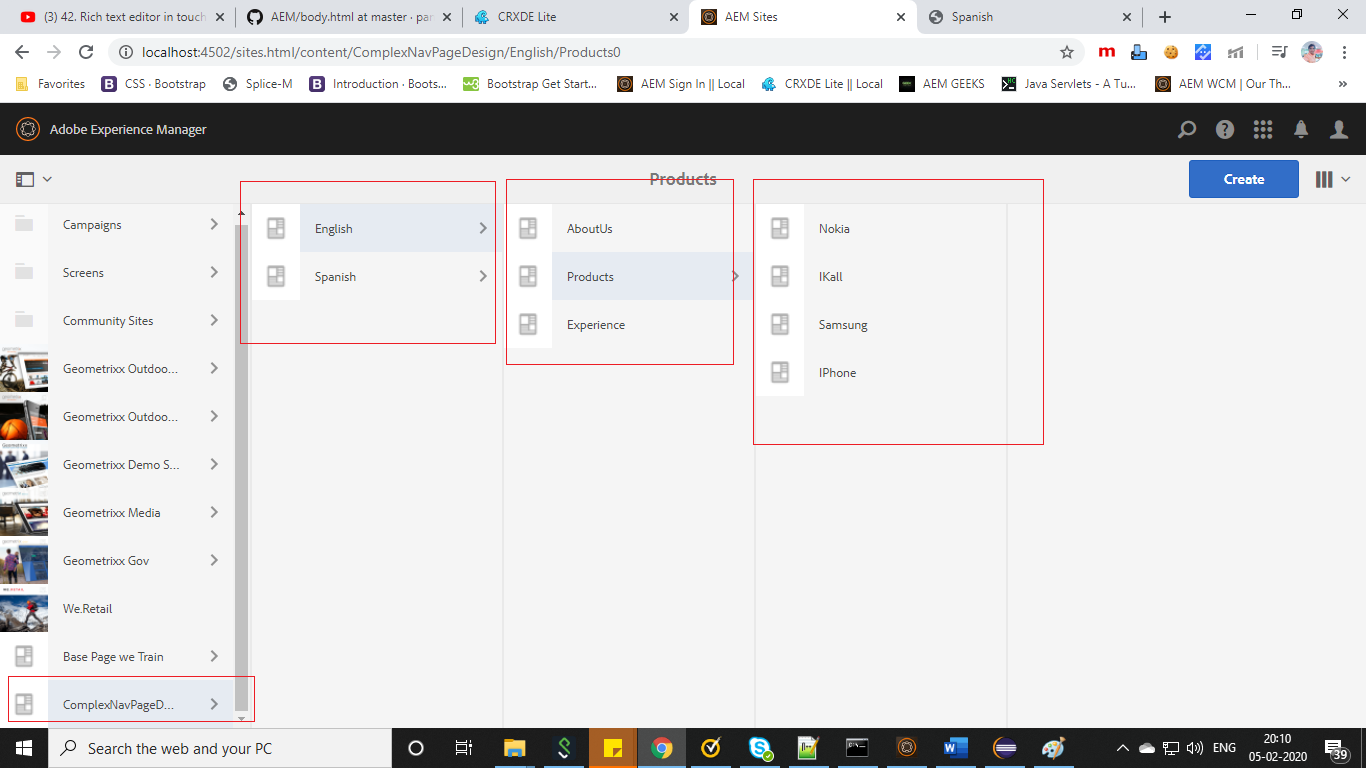 (3) 42. Rich text editor in touch
AEM/body.html at master · par
CRXDE Lite
AEM Sites
Spanish
localhost:4502/sites.html/content/ComplexNavPageDesign/English/Products0
m
Favorites
CSS · Bootstrap
Splice-M
Introduction · Boots...
Bootstrap Get Start...
AEM Sign In || Local
CRXDE Lite || Local
AEM GEEKS
Java Servlets - A Tu...
AEM WCM | Our Th...
»
Adobe Experience Manager
Products
Create
Campaigns
Screens
Community Sites
Geometrixx Outdoo...
Geometrixx Outdoo...
Geometrixx Demo S...
Geometrixx Media
Geometrixx Gov
We.Retail
Base Page we Train
ComplexNavPageD...
English
Spanish
AboutUs
Products
Experience
Nokia
IKall
Samsung
IPhone
Search the web and your PC
ENG
20:10
05-02-2020
39